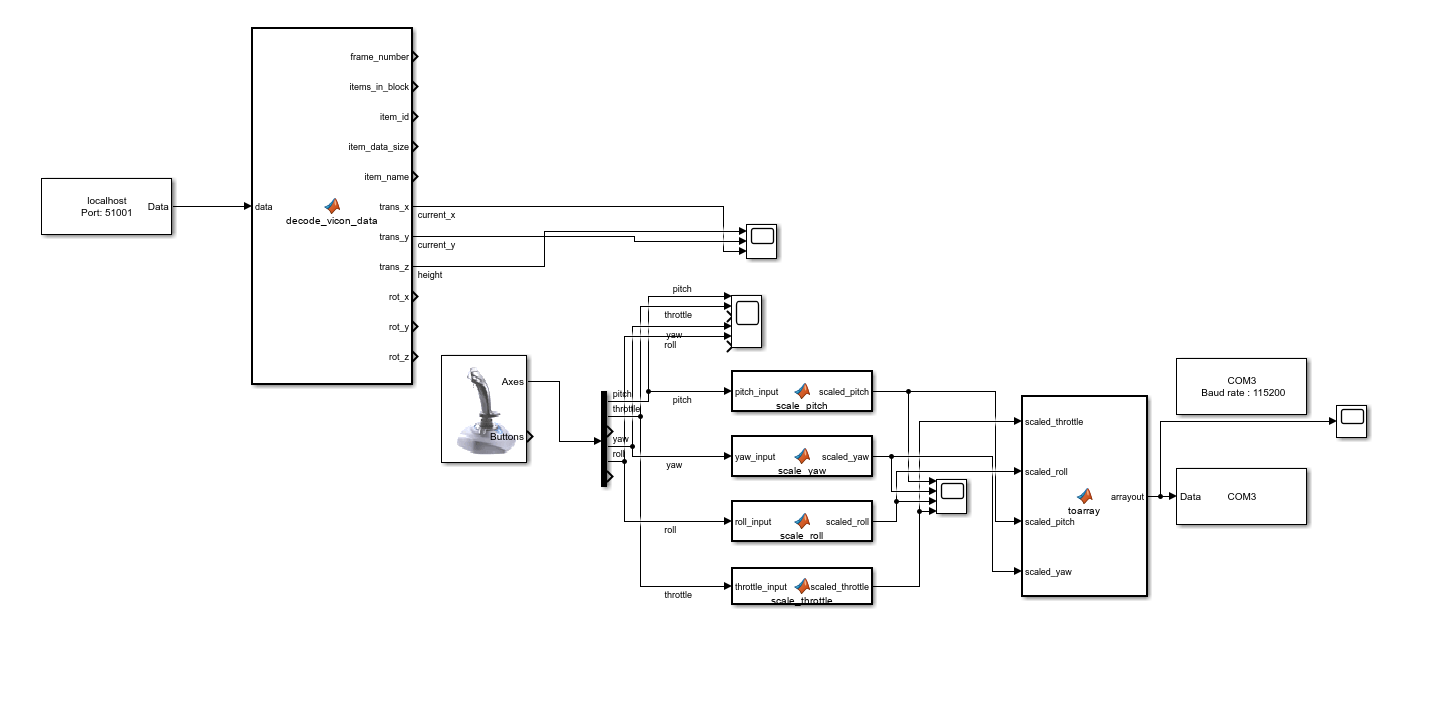 frame_number
items_in_block
item_id
item_data_size
item_name
localhost
Port: 51001
Data
data
decode_vicon_data
trans_x
current_x
trans_y
current_y
trans_z
height
rot_x
rot_y
rot_z
pitch
throttle
yaw
roll
Axes
Buttons
pitch
throttle
yaw
roll
pitch
pitch_input
scaled_pitch
scale_pitch
yaw
yaw_input
scaled_yaw
scale_yaw
roll
roll_input
scaled_roll
scale_roll
throttle
throttle_input
scaled_throttle
scale_throttle
scaled_throttle
scaled_roll
scaled_pitch
scaled_yaw
toarray
arrayout
COM3
Baud rate : 115200
Data
COM3